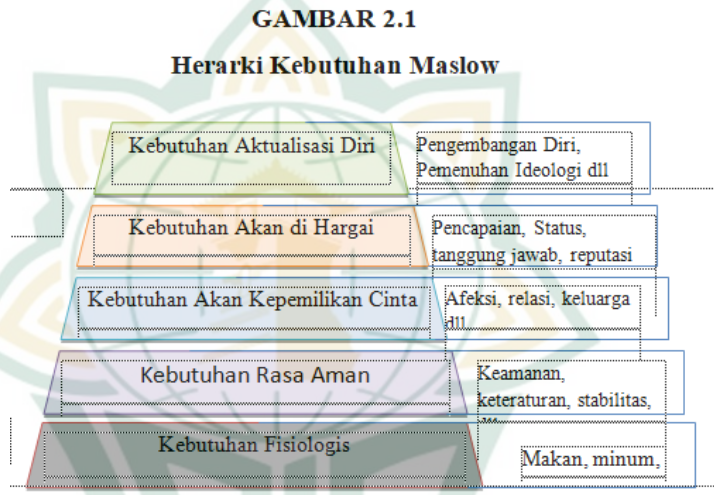 GAMBAR 2.1
Herarki Kebutuhan Maslow
Kebutuhan Aktualisasi Diri
Pengembangan Diri,
Pemenuhan Ideologi dll
Kebutuhan Akan di Hargai
Pencapaian, Status,
tanggung jawab, reputasi
Kebutuhan Akan Kepemilikan Cinta
Afeksi, relasi, keluarga
dll
Kebutuhan Rasa Aman
Keamanan,
keteraturan, stabilitas,
Kebutuhan Fisiologis
Makan, minum,